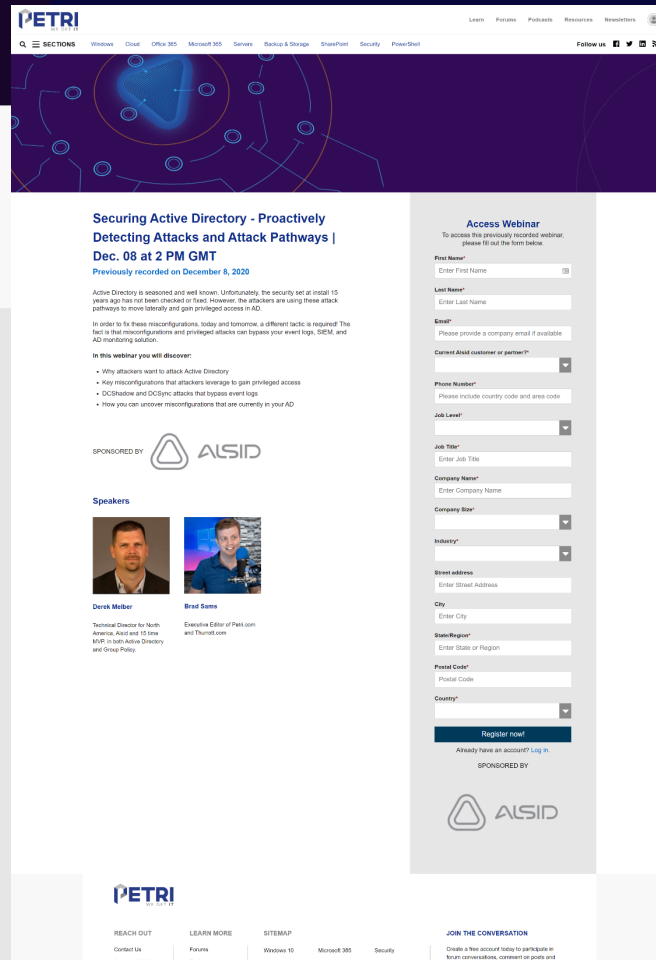 PETRI
WE GET IT
Learn Forums Podcasts Resources Newsletters
SECTIONS Windows Cloud Office 365 Microsoft 365 Servers Backup & Storage SharePoint Security PowerShell Follow us
Securing Active Directory - Proactively
Detecting Attacks and Attack Pathways |
Dec. 08 at 2 PM GMT
Previously recorded on December 8, 2020
Active Directory is seasoned and well known. Unfortunately, the security set at install 15
years ago has not been checked or fixed. However, the attackers are using these attack
pathways to move laterally and gain privileged access in AD.
In order to fix these misconfigurations, today and tomorrow, a different tactic is required! The
fact is that misconfigurations and privileged attacks can bypass your event logs, SIEM, and
AD monitoring solution.
In this webinar you will discover:
• Why attackers want to attack Active Directory
• Key misconfigurations that attackers leverage to gain privileged access
• DCShadow and DCSync attacks that bypass event logs
• How you can uncover misconfigurations that are currently in your AD
SPONSORED BY ALSID
Speakers
Derek Melber
Technical Director for North
America, Alsid and 15 time
MVP, in both Active Directory
and Group Policy.
Brad Sams
Executive Editor of Petri.com
and Thurrott.com
Access Webinar
To access this previously recorded webinar,
please fill out the form below.
First Name*
Enter First Name
Last Name*
Enter Last Name
Email*
Please provide a company email if available
Current Alsid customer or partner?*
Phone Number*
Please include country code and area code
Job Level*
Job Title*
Enter Job Title
Company Name*
Enter Company Name
Company Size*
Industry*
Street address
Enter Street Address
City
Enter City
State/Region*
Enter State or Region
Postal Code*
Postal Code
Country*
Register now!
Already have an account? Log in.
SPONSORED BY
ALSID
PETRI
WE GET IT
REACH OUT LEARN MORE SITEMAP JOIN THE CONVERSATION
Contact Us Forums Windows 10 Microsoft 365 Security
Create a free account today to participate in
forum conversations, comment on posts and